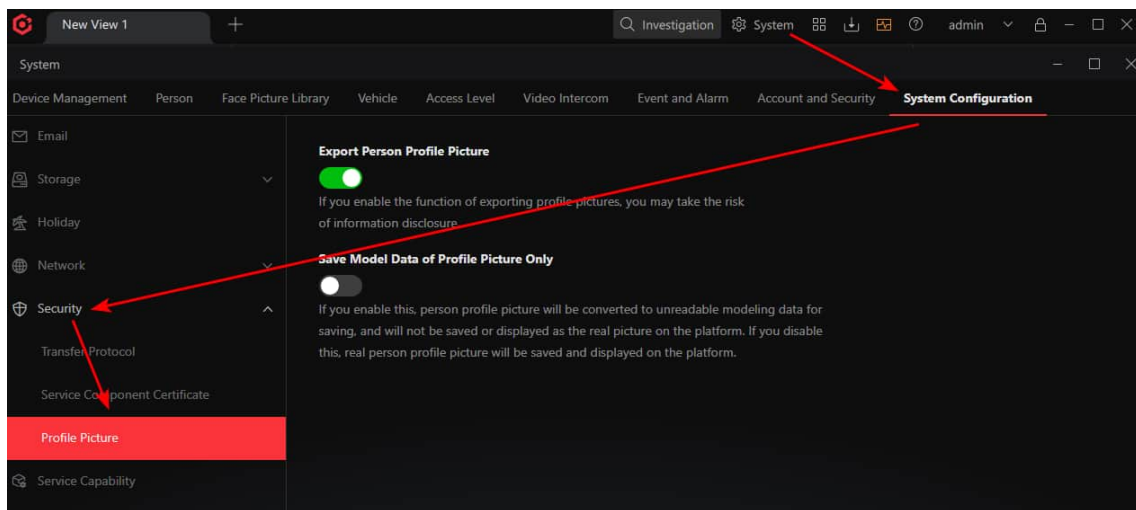 New View 1
Investigation
System
admin
System
Device Management
Person
Face Picture Library
Vehicle
Access Level
Video Intercom
Event and Alarm
Account and Security
System Configuration
Email
Storage
Holiday
Network
Security
Transfer Protocol
Service Component Certificate
Profile Picture
Service Capability
Export Person Profile Picture
If you enable the function of exporting profile pictures, you may take the risk
of information disclosure.
Save Model Data of Profile Picture Only
If you enable this, person profile picture will be converted to unreadable modeling data for
saving, and will not be saved or displayed as the real picture on the platform. If you disable
this, real person profile picture will be saved and displayed on the platform.